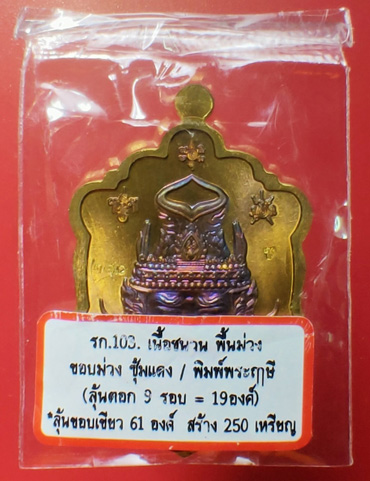 รก.103. เนื้อชนวน พื้นม่วง
ขอบม่วง ซุ้มแดง / พิมพ์พระฤๅษี
(ลุ้นตอก 9 รอบ = 19องค์)
*ลุ้นขอบเขียว 61 องค์ สร้าง 250 เหรียญ